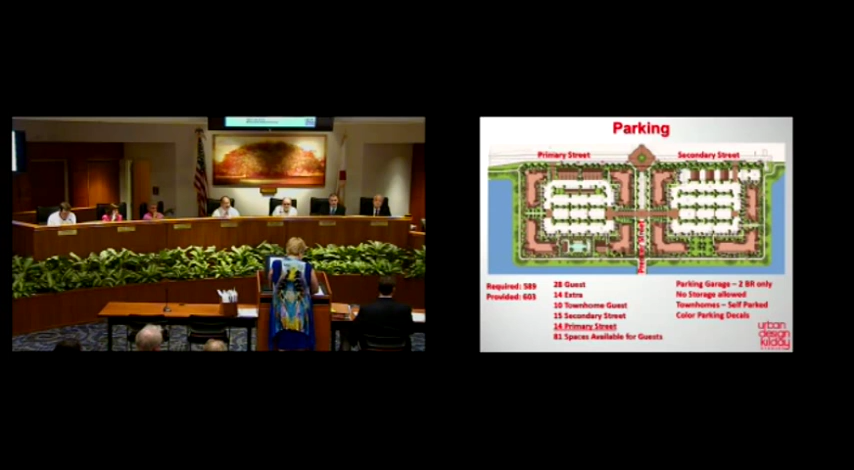 Parking
Primary Street
Secondary Street
Required: 589
Provided: 603
28 Guest
14 Extra
10 Townhome Guest
15 Secondary Street
14 Primary Street
81 Spaces Available for Guests
Parking Garage – 2 BR only
No Storage allowed
Townhomes – Self Parked
Color Parking Decals
urban
design
kilday